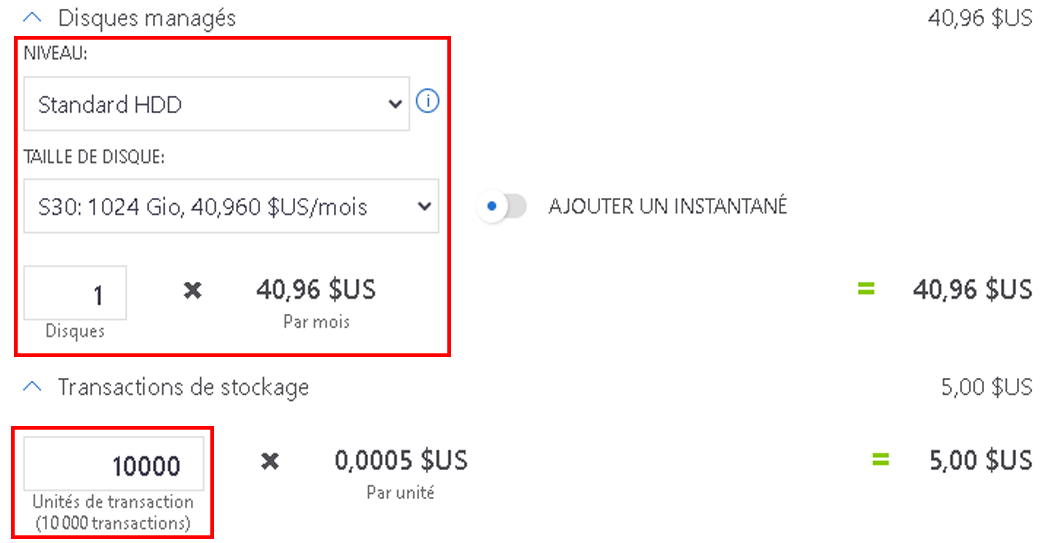 Disques managés 40,96 $US
NIVEAU:
Standard HDD
TAILLE DE DISQUE:
S30: 1024 Gio, 40,960 $US/mois
AJOUTER UN INSTANTANÉ
1 × 40,96 $US = 40,96 $US
Disques Par mois
Transactions de stockage 5,00 $US
10000 × 0,0005 $US = 5,00 $US
Unités de transaction Par unité
(10 000 transactions)